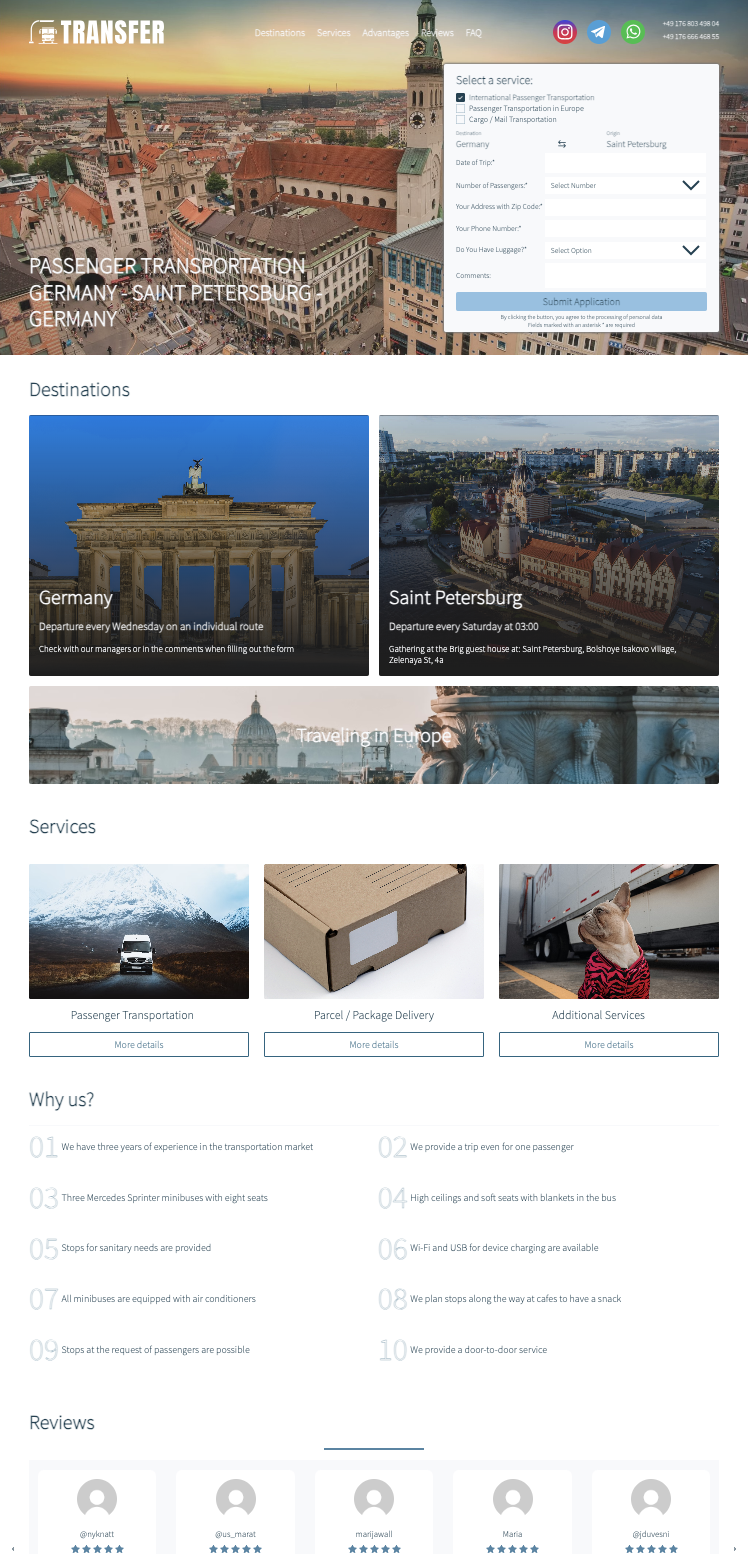 TRANSFER
Destinations Services Advantages Reviews FAQ
+49 176 803 498 04
+49 176 666 468 55
Select a service:
International Passenger Transportation
Passenger Transportation in Europe
Cargo / Mail Transportation
Destination Origin
Germany ⇆ Saint Petersburg
Date of Trip:*
Number of Passengers:* Select Number
Your Address with Zip Code:*
Your Phone Number:*
Do You Have Luggage?* Select Option
Comments:
Submit Application
By clicking the button, you agree to the processing of personal data
Fields marked with an asterisk * are required
PASSENGER TRANSPORTATION
GERMANY - SAINT PETERSBURG -
GERMANY
Destinations
Germany
Departure every Wednesday on an individual route
Check with our managers or in the comments when filling out the form
Saint Petersburg
Departure every Saturday at 03:00
Gathering at the Brig guest house at: Saint Petersburg, Bolshoye Isakovo village,
Zelenaya St, 4a
Traveling in Europe
Services
Passenger Transportation
More details
Parcel / Package Delivery
More details
Additional Services
More details
Why us?
01 We have three years of experience in the transportation market
02 We provide a trip even for one passenger
03 Three Mercedes Sprinter minibuses with eight seats
04 High ceilings and soft seats with blankets in the bus
05 Stops for sanitary needs are provided
06 Wi-Fi and USB for device charging are available
07 All minibuses are equipped with air conditioners
08 We plan stops along the way at cafes to have a snack
09 Stops at the request of passengers are possible
10 We provide a door-to-door service
Reviews
@nyknatt
@us_marat
marijawall
Maria
@jduvesni